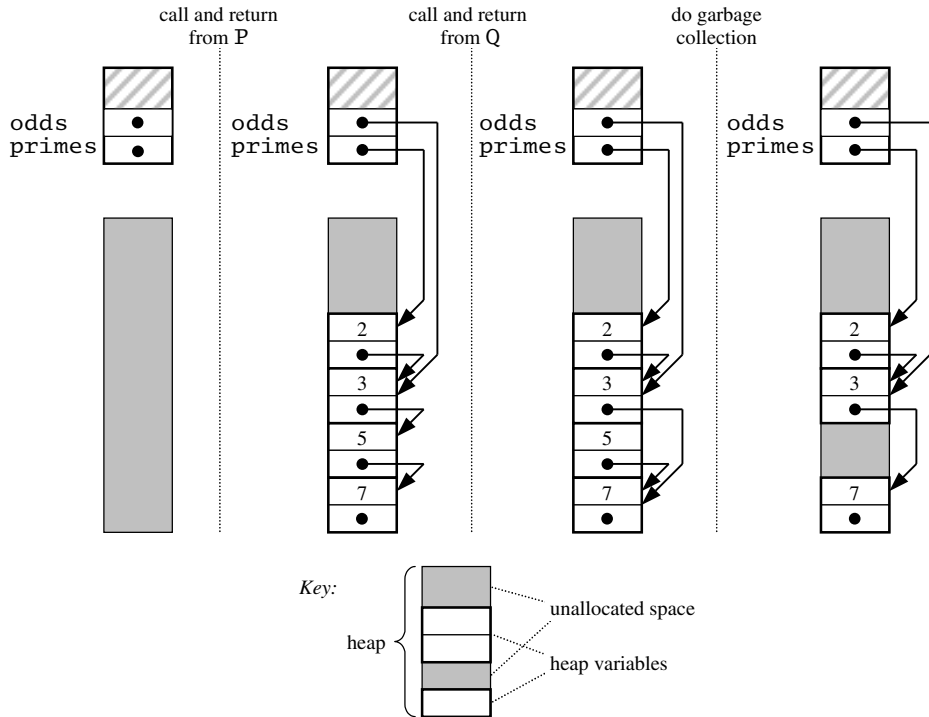 call and return
from P
call and return
from Q
do garbage
collection
odds
primes
odds
primes
odds
primes
odds
primes
2
2
2
3
3
3
5
5
7
7
7
Key:
heap
unallocated space
heap variables